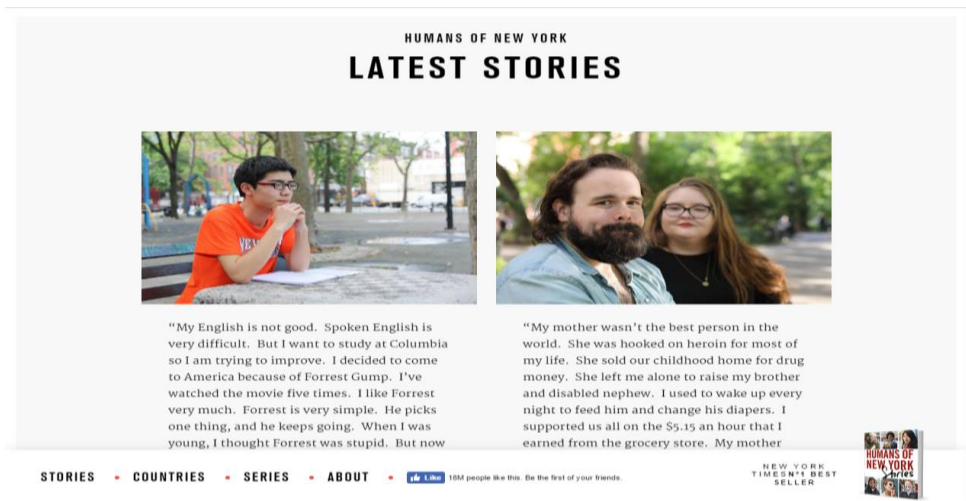 HUMANS OF NEW YORK
LATEST STORIES
“My English is not good. Spoken English is
very difficult. But I want to study at Columbia
so I am trying to improve. I decided to come
to America because of Forrest Gump. I’ve
watched the movie five times. I like Forrest
very much. Forrest is very simple. He picks
one thing, and he keeps going. When I was
young, I thought Forrest was stupid. But now
“My mother wasn’t the best person in the
world. She was hooked on heroin for most of
my life. She sold our childhood home for drug
money. She left me alone to raise my brother
and disabled nephew. I used to wake up every
night to feed him and change his diapers. I
supported us all on the $5.15 an hour that I
earned from the grocery store. My mother
STORIES • COUNTRIES • SERIES • ABOUT •
Like 18M people like this. Be the first of your friends.
NEW YORK
TIMESN°1 BEST
SELLER
HUMANS OF
NEW YORK
Stories